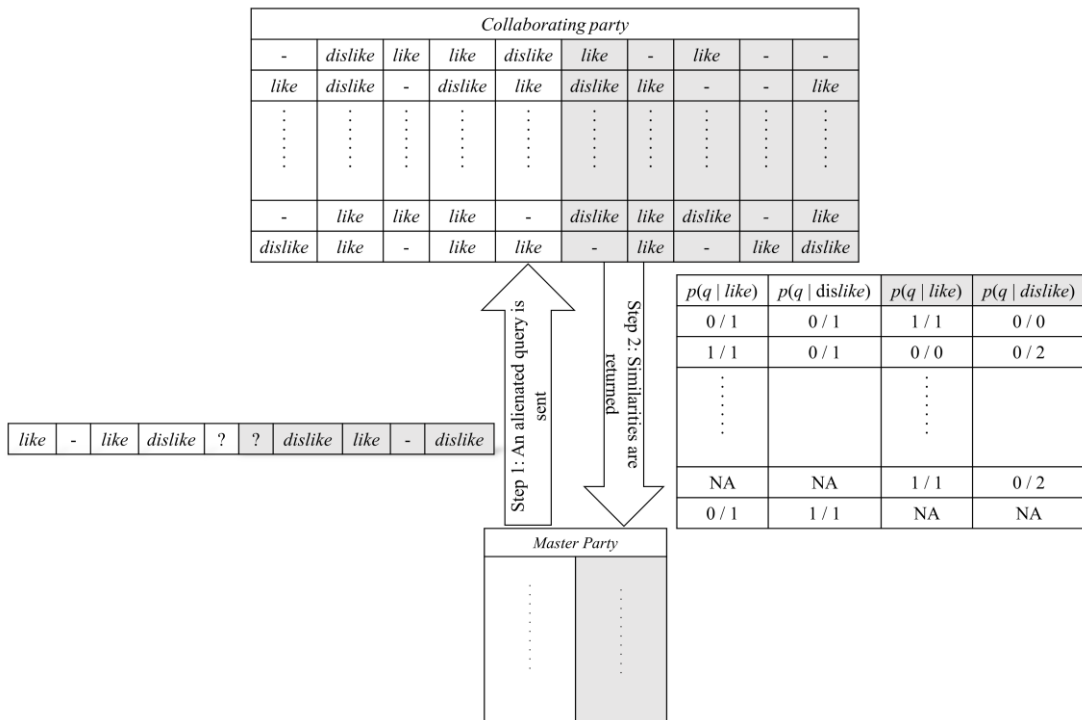 Collaborating party
- dislike like like dislike like - like - -
like dislike - dislike like dislike like - - like
- like like like - dislike like dislike - like
dislike like - like like - like - like dislike
Step 1: An alienated query is
sent
Step 2: Similarities are
returned
p(q | like) p(q | dislike) p(q | like) p(q | dislike)
0 / 1 0 / 1 1 / 1 0 / 0
1 / 1 0 / 1 0 / 0 0 / 2
NA NA 1 / 1 0 / 2
0 / 1 1 / 1 NA NA
like - like dislike ? ? dislike like - dislike
Master Party